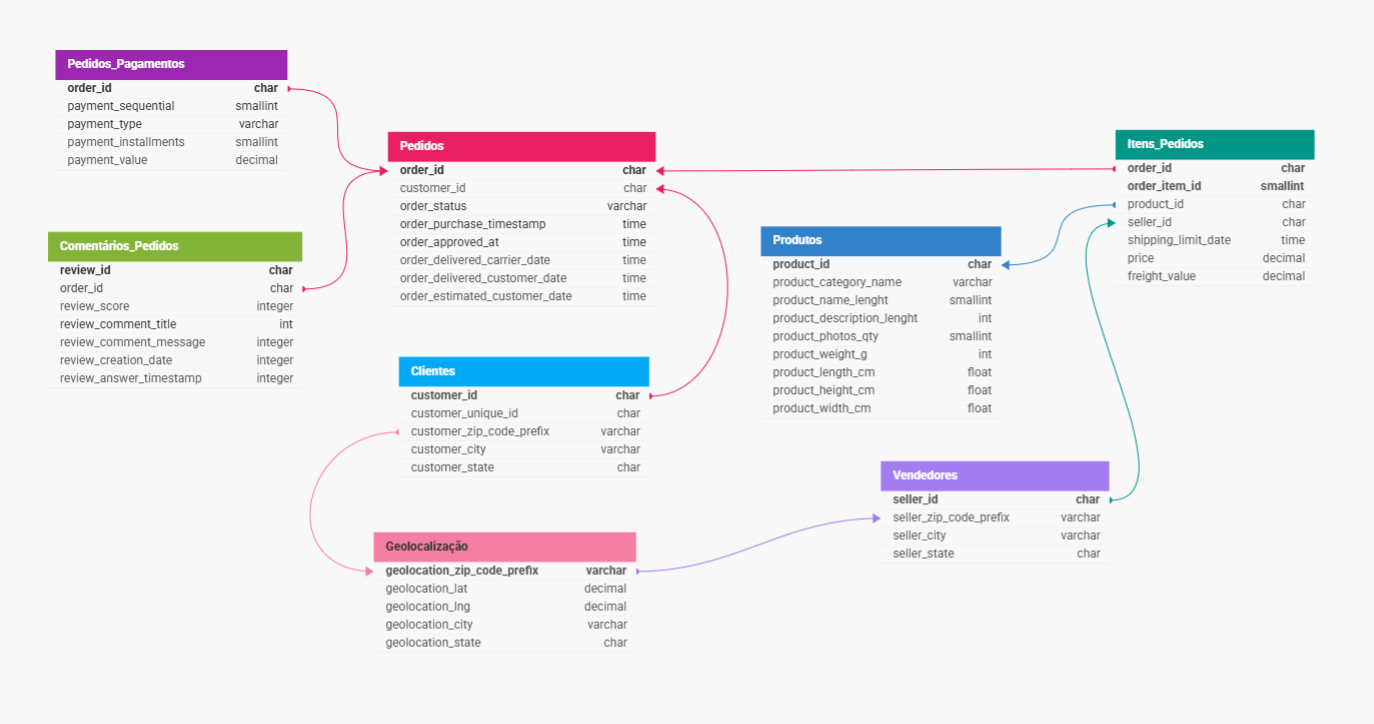 Pedidos_Pagamentos
order_id char
payment_sequential smallint
payment_type varchar
payment_installments smallint
payment_value decimal
Comentários_Pedidos
review_id char
order_id char
review_score integer
review_comment_title int
review_comment_message integer
review_creation_date integer
review_answer_timestamp integer
Pedidos
order_id char
customer_id char
order_status varchar
order_purchase_timestamp time
order_approved_at time
order_delivered_carrier_date time
order_delivered_customer_date time
order_estimated_customer_date time
Clientes
customer_id char
customer_unique_id char
customer_zip_code_prefix varchar
customer_city varchar
customer_state char
Geolocalização
geolocation_zip_code_prefix varchar
geolocation_lat decimal
geolocation_lng decimal
geolocation_city varchar
geolocation_state char
Produtos
product_id char
product_category_name varchar
product_name_lenght smallint
product_description_lenght int
product_photos_qty smallint
product_weight_g int
product_length_cm float
product_height_cm float
product_width_cm float
Vendedores
seller_id char
seller_zip_code_prefix varchar
seller_city varchar
seller_state char
Itens_Pedidos
order_id char
order_item_id smallint
product_id char
seller_id char
shipping_limit_date time
price decimal
freight_value decimal